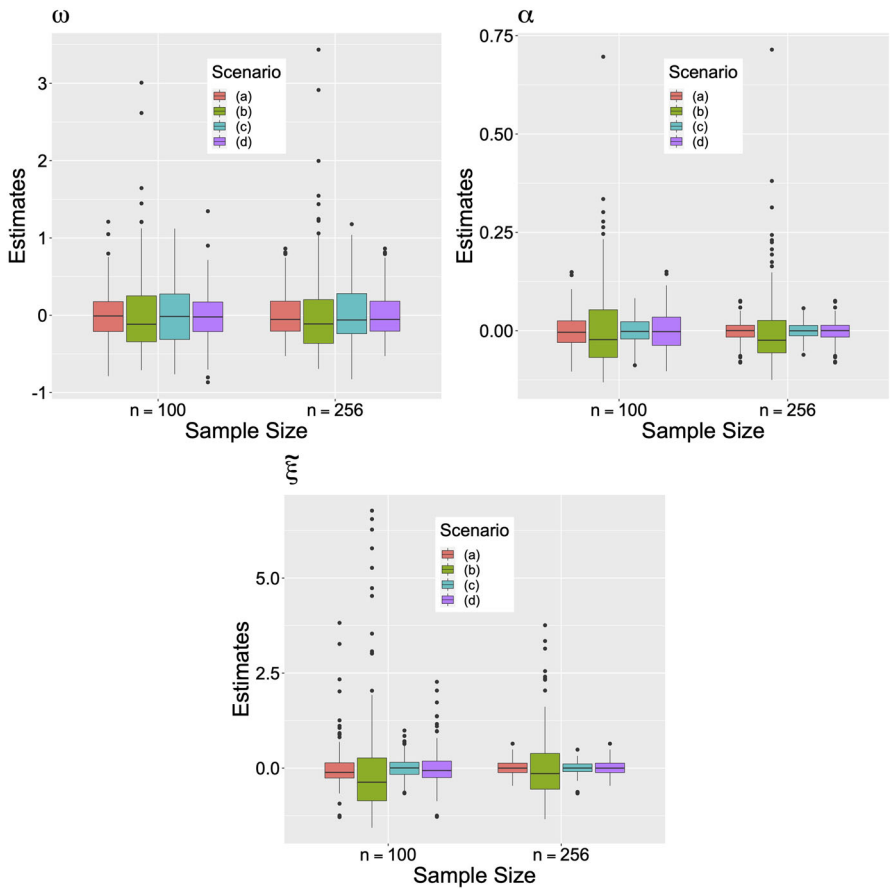 ω
3
2
1
0
-1
Estimates
Scenario
(a)
(b)
(c)
(d)
n = 100
n = 256
Sample Size
α
0.75
0.50
0.25
0.00
Estimates
Scenario
(a)
(b)
(c)
(d)
n = 100
n = 256
Sample Size
ξ̃
5.0
2.5
0.0
Estimates
Scenario
(a)
(b)
(c)
(d)
n = 100
n = 256
Sample Size